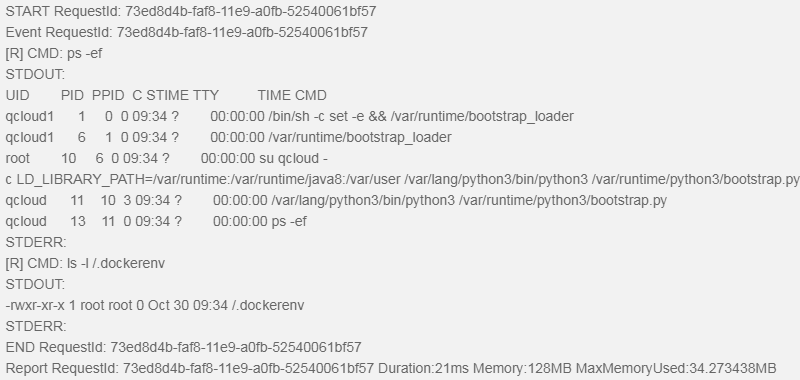 START RequestId: 73ed8d4b-faf8-11e9-a0fb-52540061bf57
Event RequestId: 73ed8d4b-faf8-11e9-a0fb-52540061bf57
[R] CMD: ps -ef
STDOUT:
UID PID PPID C STIME TTY TIME CMD
qcloud1 1 0 0 09:34 ? 00:00:00 /bin/sh -c set -e && /var/runtime/bootstrap_loader
qcloud1 6 1 0 09:34 ? 00:00:00 /var/runtime/bootstrap_loader
root 10 6 0 09:34 ? 00:00:00 su qcloud -
c LD_LIBRARY_PATH=/var/runtime:/var/runtime/java8:/var/user /var/lang/python3/bin/python3 /var/runtime/python3/bootstrap.py
qcloud 11 10 3 09:34 ? 00:00:00 /var/lang/python3/bin/python3 /var/runtime/python3/bootstrap.py
qcloud 13 11 0 09:34 ? 00:00:00 ps -ef
STDERR:
[R] CMD: ls -l /.dockerenv
STDOUT:
-rwxr-xr-x 1 root root 0 Oct 30 09:34 /.dockerenv
STDERR:
END RequestId: 73ed8d4b-faf8-11e9-a0fb-52540061bf57
Report RequestId: 73ed8d4b-faf8-11e9-a0fb-52540061bf57 Duration:21ms Memory:128MB MaxMemoryUsed:34.273438MB